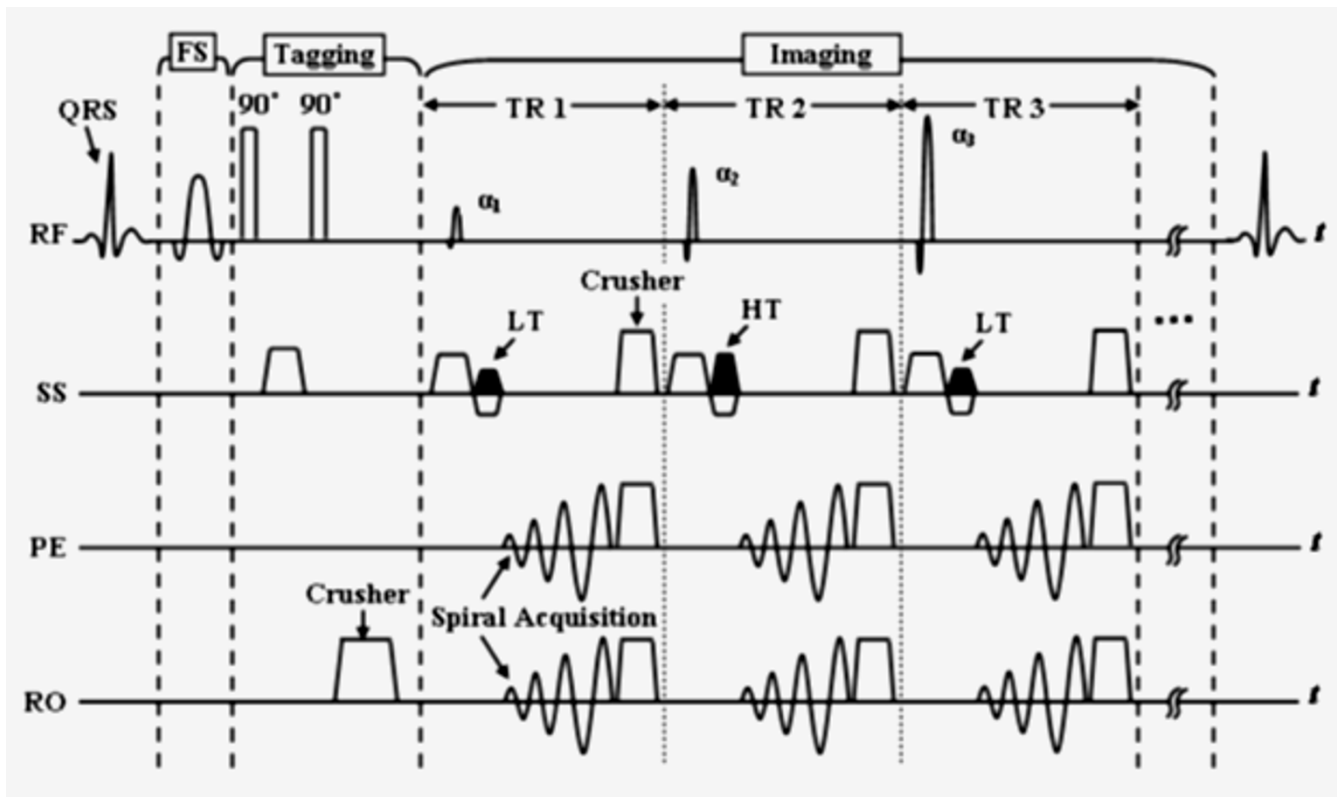 FS
Tagging
Imaging
QRS
90° 90°
TR 1
TR 2
TR 3
α₁
α₂
α₃
RF
t
Crusher
LT
HT
LT
...
SS
t
PE
t
Crusher
Spiral Acquisition
RO
t